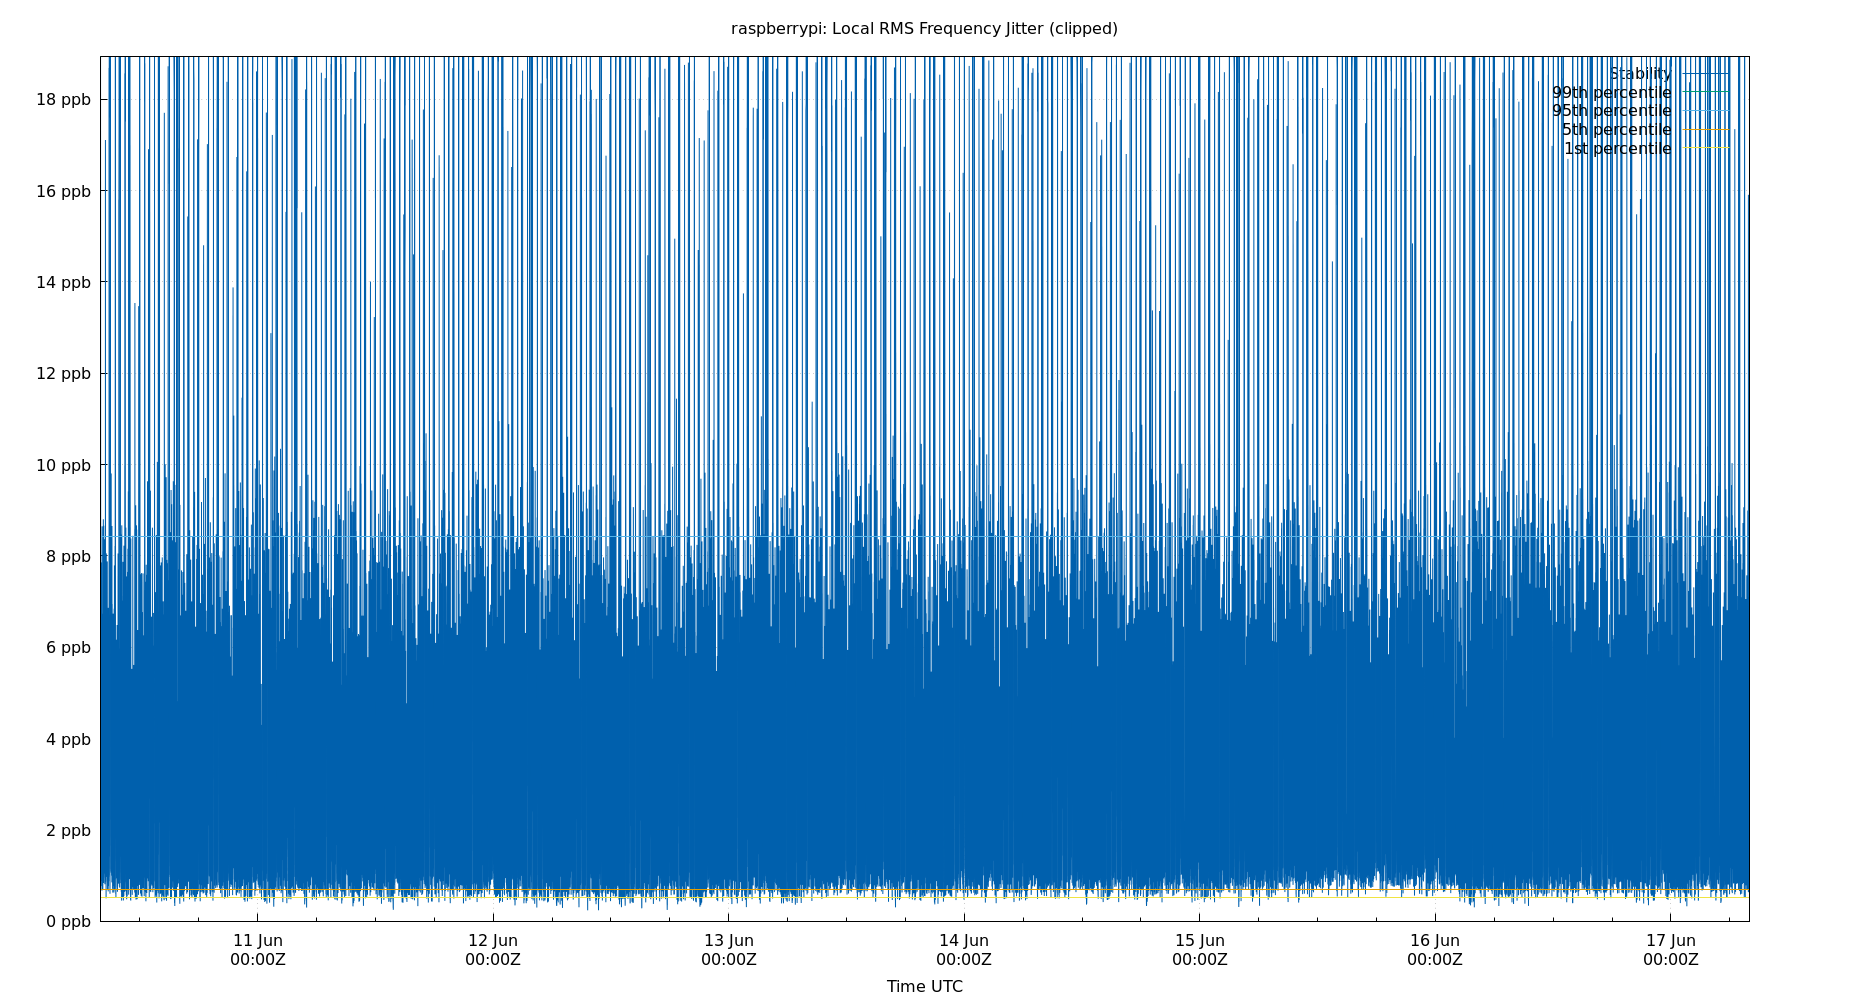 raspberrypi: Local RMS Frequency Jitter (clipped)
Stability
99th percentile
95th percentile
5th percentile
1st percentile
18 ppb
16 ppb
14 ppb
12 ppb
10 ppb
8 ppb
6 ppb
4 ppb
2 ppb
0 ppb
11 Jun 12 Jun 13 Jun 14 Jun 15 Jun 16 Jun 17 Jun
00:00Z 00:00Z 00:00Z 00:00Z 00:00Z 00:00Z 00:00Z
Time UTC